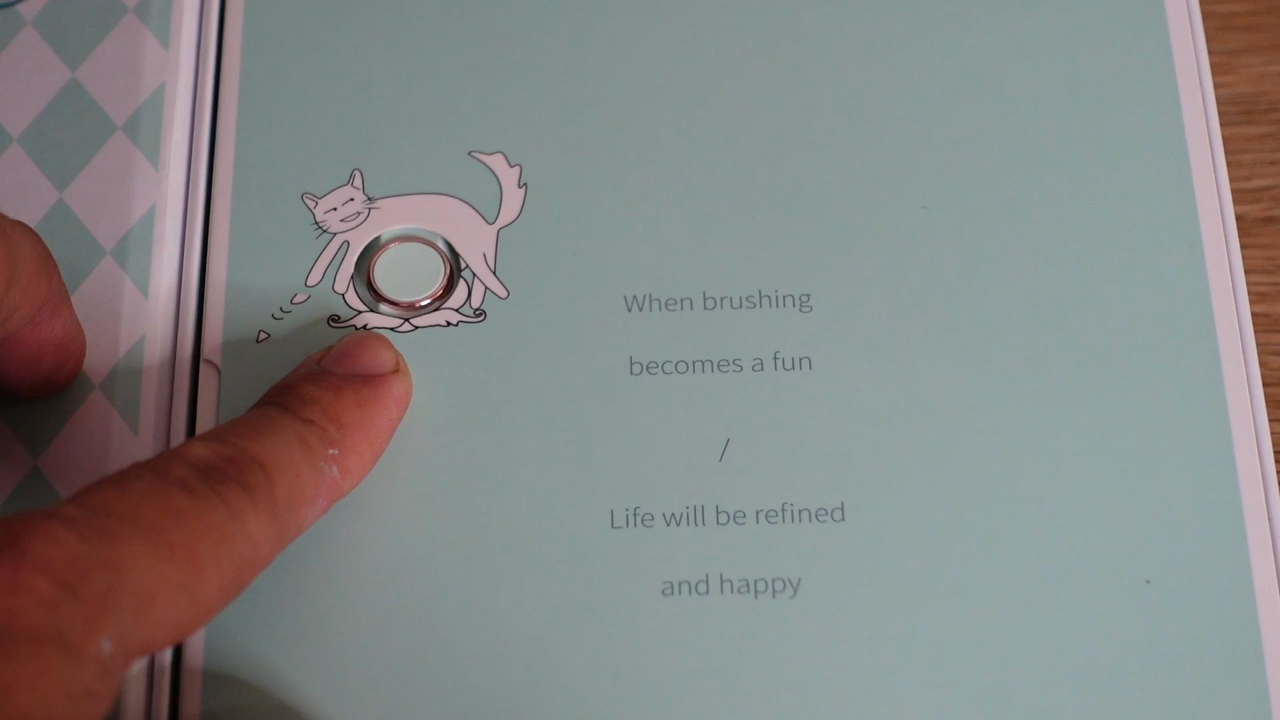 When brushing
becomes a fun
/
Life will be refined
and happy